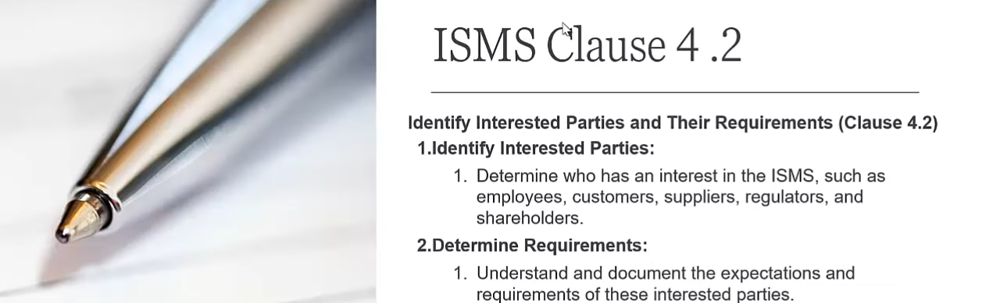 ISMS Clause 4 .2
Identify Interested Parties and Their Requirements (Clause 4.2)
1.Identify Interested Parties:
1. Determine who has an interest in the ISMS, such as
employees, customers, suppliers, regulators, and
shareholders.
2.Determine Requirements:
1. Understand and document the expectations and
requirements of these interested parties.